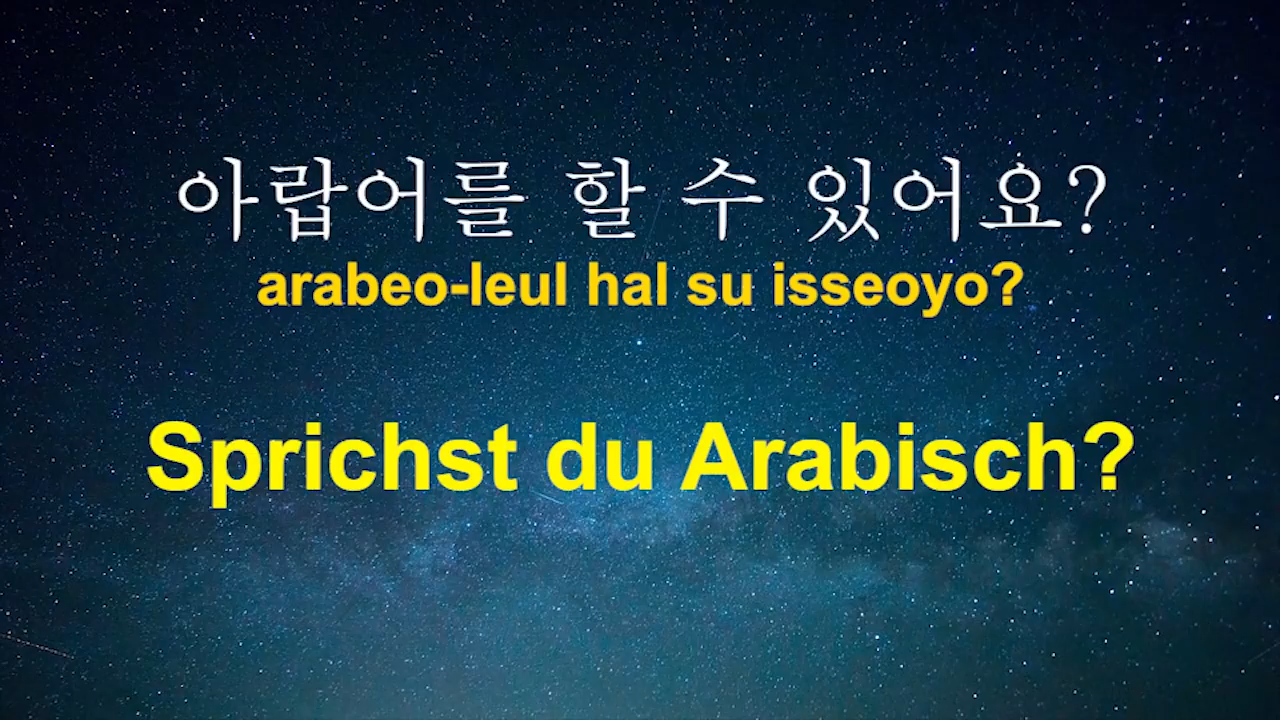 아랍어를 할 수 있어요?
arabeo-leul hal su isseoyo?
Sprichst du Arabisch?